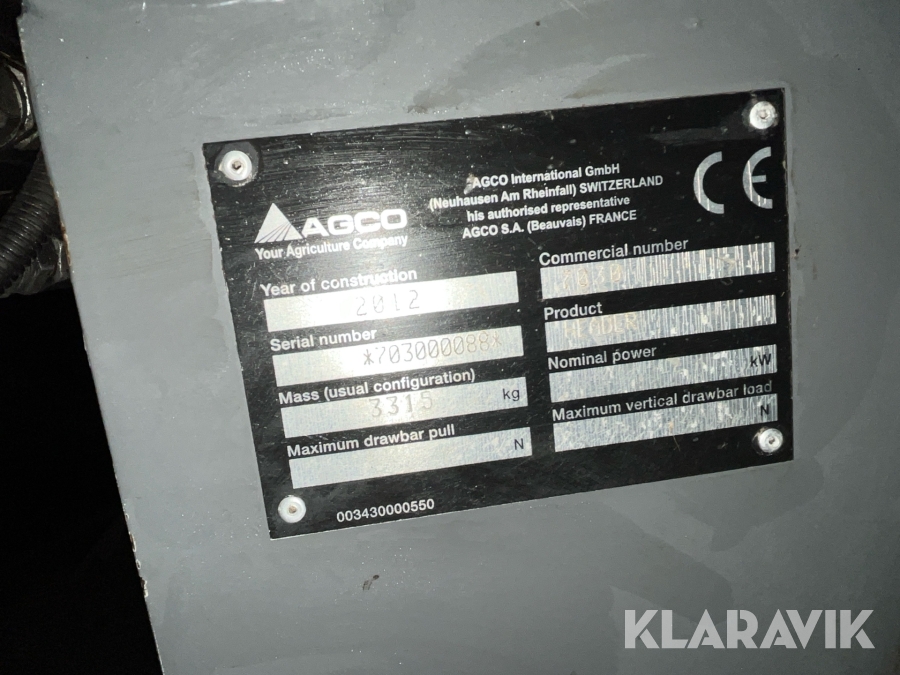 AGCO International GmbH
(Neuhausen Am Rheinfall) SWITZERLAND
his authorised representative
AGCO S.A. (Beauvais) FRANCE
CE
AGCO
Your Agriculture Company
Year of construction
2012
Serial number
*703000088*
Mass (usual configuration)
3315 kg
Maximum drawbar pull
N
Commercial number
Product
HEADER
Nominal power
kW
Maximum vertical drawbar load
N
003430000550
KLARAVIK